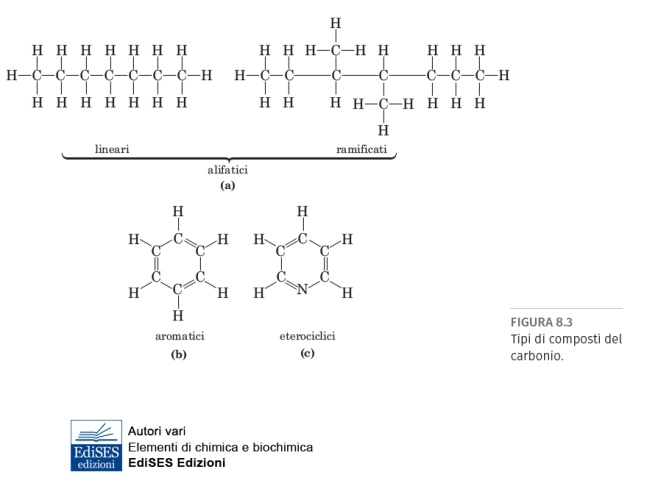 H
H H H H H H H H H H–C–H H H H H
H–C–C–C–C–C–C–C–H H–C–C–C–C–C–C–C–H
H H H H H H H H H H H–C–H H H H
H
lineari ramificati
alifatici
(a)
H H
H C H H C H
C C C C
C C C C
H C H H N H
H
aromatici eterociclici
(b) (c)
FIGURA 8.3
Tipi di composti del
carbonio.
EdiSES
edizioni
Autori vari
Elementi di chimica e biochimica
EdiSES Edizioni